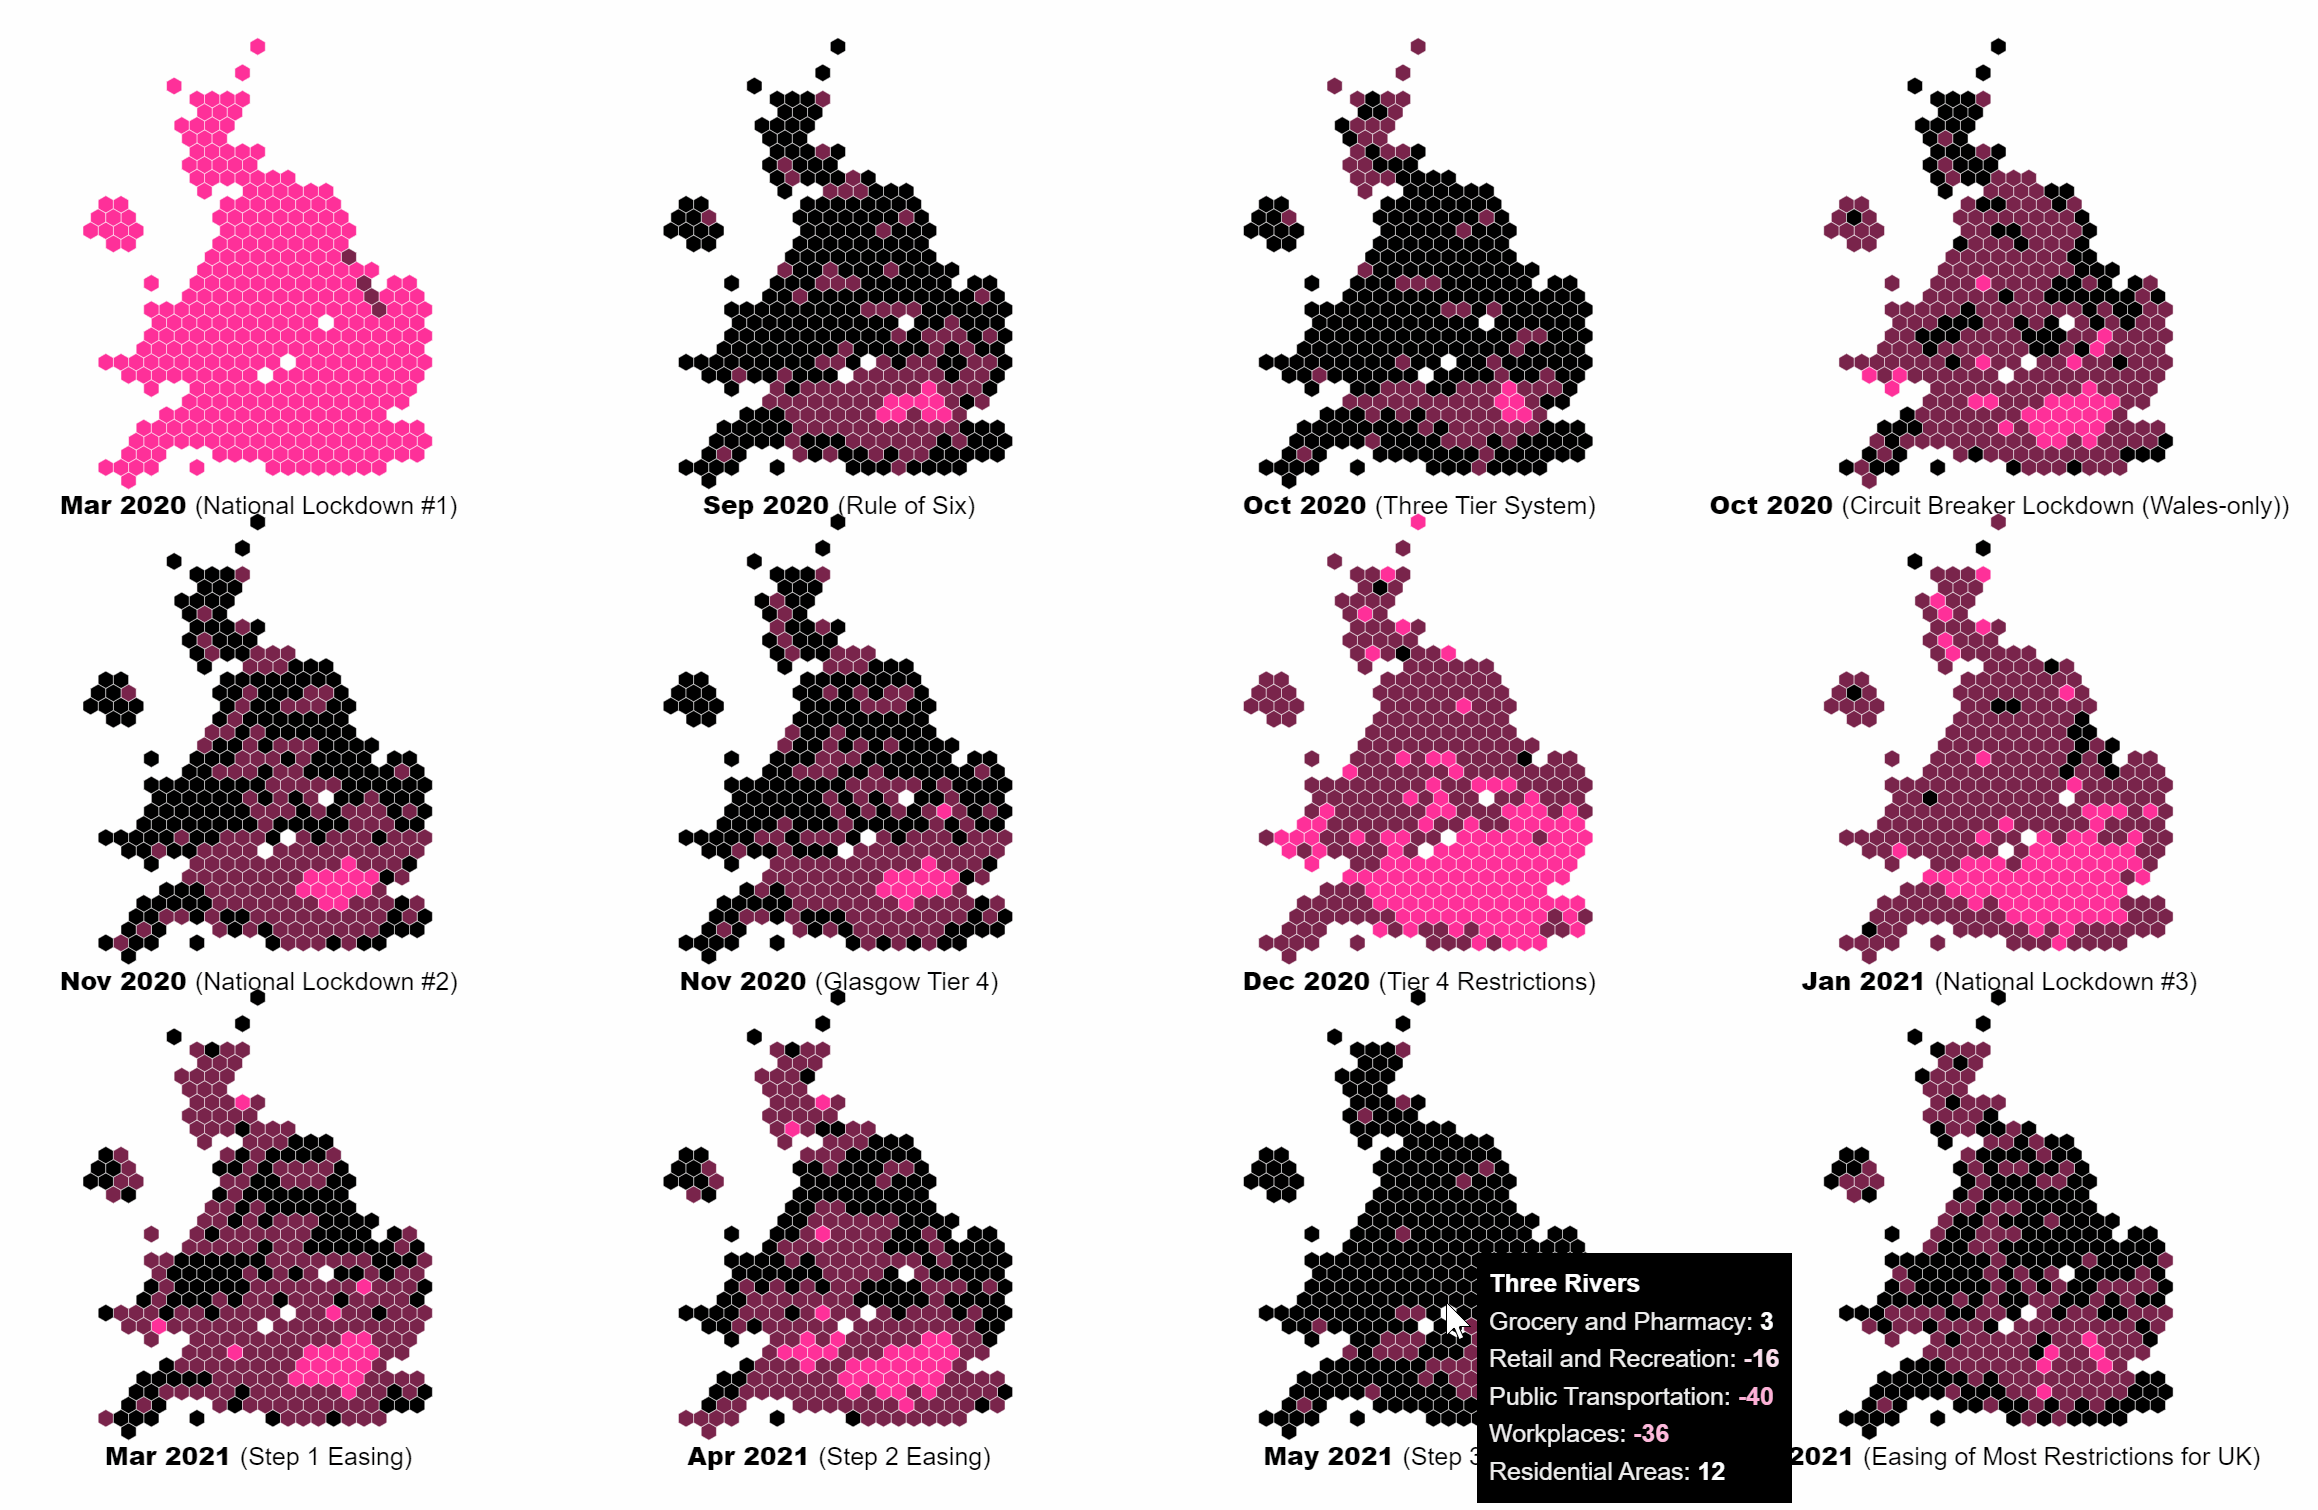 Mar 2020 (National Lockdown #1)
Sep 2020 (Rule of Six)
Oct 2020 (Three Tier System)
Oct 2020 (Circuit Breaker Lockdown (Wales-only))
Nov 2020 (National Lockdown #2)
Nov 2020 (Glasgow Tier 4)
Dec 2020 (Tier 4 Restrictions)
Jan 2021 (National Lockdown #3)
Mar 2021 (Step 1 Easing)
Apr 2021 (Step 2 Easing)
May 2021 (Step 3
2021 (Easing of Most Restrictions for UK)
Three Rivers
Grocery and Pharmacy: 3
Retail and Recreation: -16
Public Transportation: -40
Workplaces: -36
Residential Areas: 12